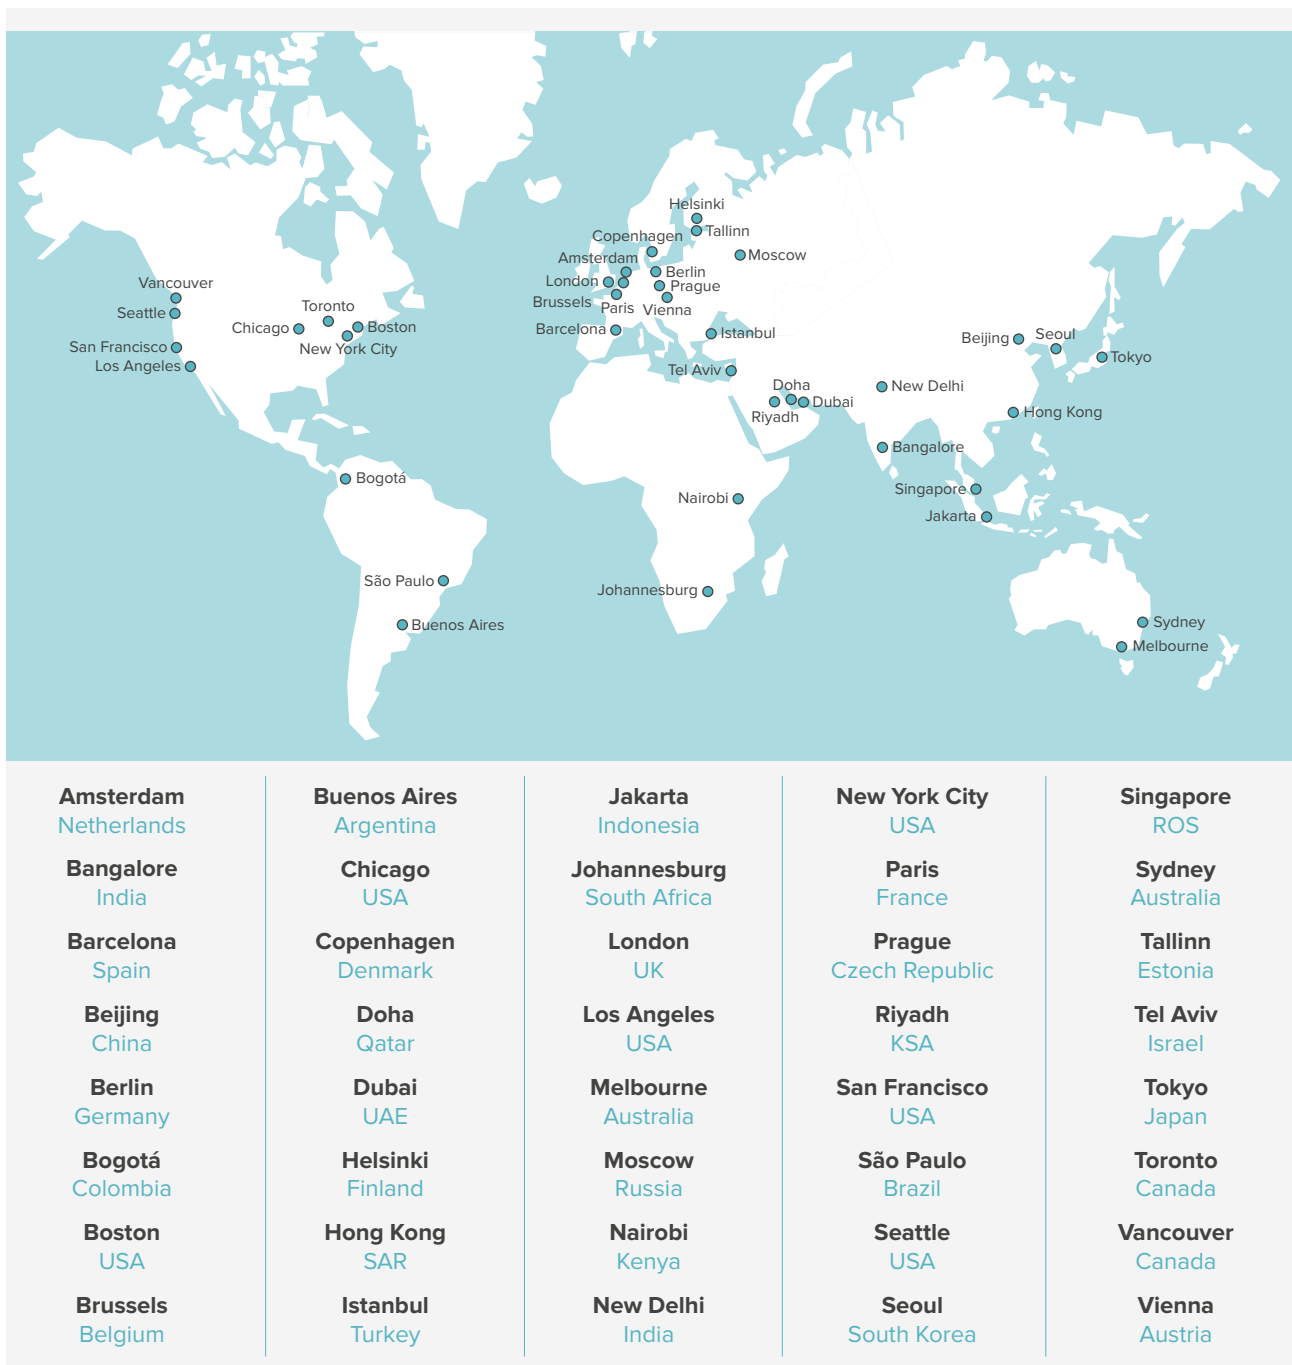 Helsinki
Tallinn
Copenhagen
Moscow
Amsterdam
Berlin
London
Prague
Brussels
Paris
Vienna
Barcelona
Istanbul
Vancouver
Seattle
Toronto
Chicago
Boston
New York City
San Francisco
Los Angeles
Beijing
Seoul
Tokyo
Tel Aviv
Doha
Dubai
Riyadh
New Delhi
Hong Kong
Bangalore
Bogotá
Singapore
Nairobi
Jakarta
São Paulo
Johannesburg
Buenos Aires
Sydney
Melbourne
Amsterdam
Netherlands
Bangalore
India
Barcelona
Spain
Beijing
China
Berlin
Germany
Bogotá
Colombia
Boston
USA
Brussels
Belgium
Buenos Aires
Argentina
Chicago
USA
Copenhagen
Denmark
Doha
Qatar
Dubai
UAE
Helsinki
Finland
Hong Kong
SAR
Istanbul
Turkey
Jakarta
Indonesia
Johannesburg
South Africa
London
UK
Los Angeles
USA
Melbourne
Australia
Moscow
Russia
Nairobi
Kenya
New Delhi
India
New York City
USA
Paris
France
Prague
Czech Republic
Riyadh
KSA
San Francisco
USA
São Paulo
Brazil
Seattle
USA
Seoul
South Korea
Singapore
ROS
Sydney
Australia
Tallinn
Estonia
Tel Aviv
Israel
Tokyo
Japan
Toronto
Canada
Vancouver
Canada
Vienna
Austria